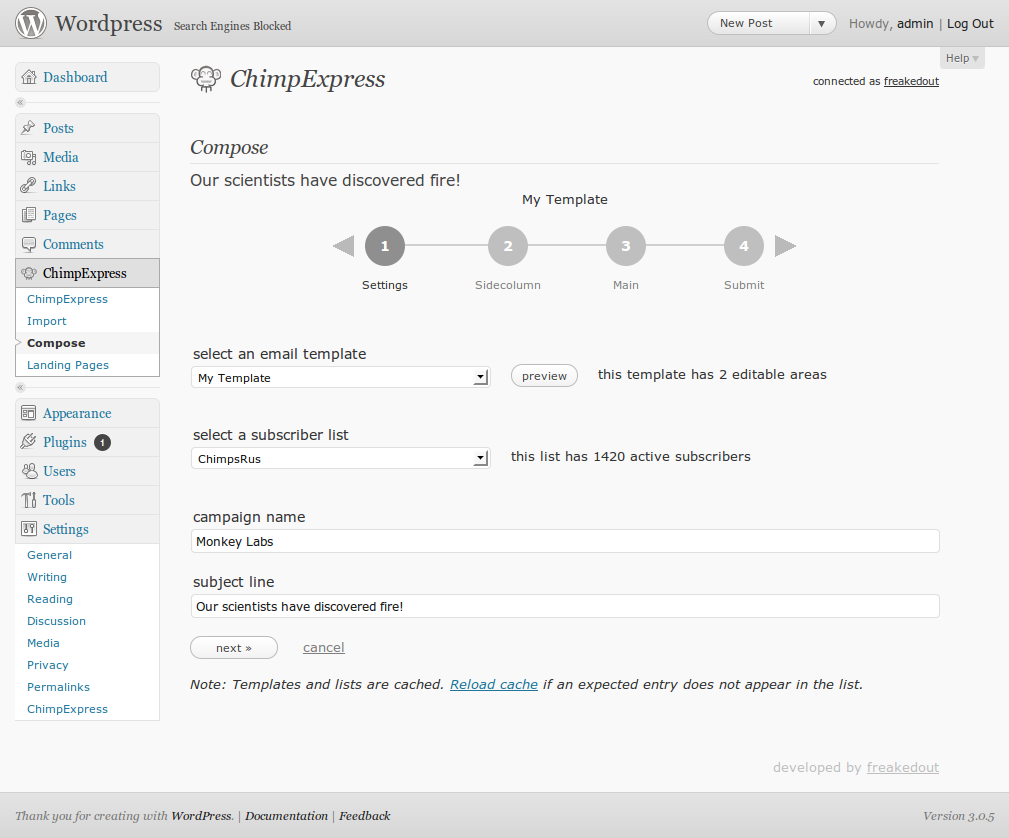 Wordpress Search Engines Blocked New Post ▼ Howdy, admin | Log Out
Help ▼
Dashboard
ChimpExpress
connected as freakedout
«
Posts
Media
Links
Pages
Comments
ChimpExpress
ChimpExpress
Import
Compose
Landing Pages
«
Appearance
Plugins 1
Users
Tools
Settings
General
Writing
Reading
Discussion
Media
Privacy
Permalinks
ChimpExpress
Compose
Our scientists have discovered fire!
My Template
1 2 3 4
Settings Sidecolumn Main Submit
select an email template
My Template preview this template has 2 editable areas
select a subscriber list
ChimpsRus this list has 1420 active subscribers
campaign name
Monkey Labs
subject line
Our scientists have discovered fire!
next » cancel
Note: Templates and lists are cached. Reload cache if an expected entry does not appear in the list.
developed by freakedout
Thank you for creating with WordPress. | Documentation | Feedback Version 3.0.5